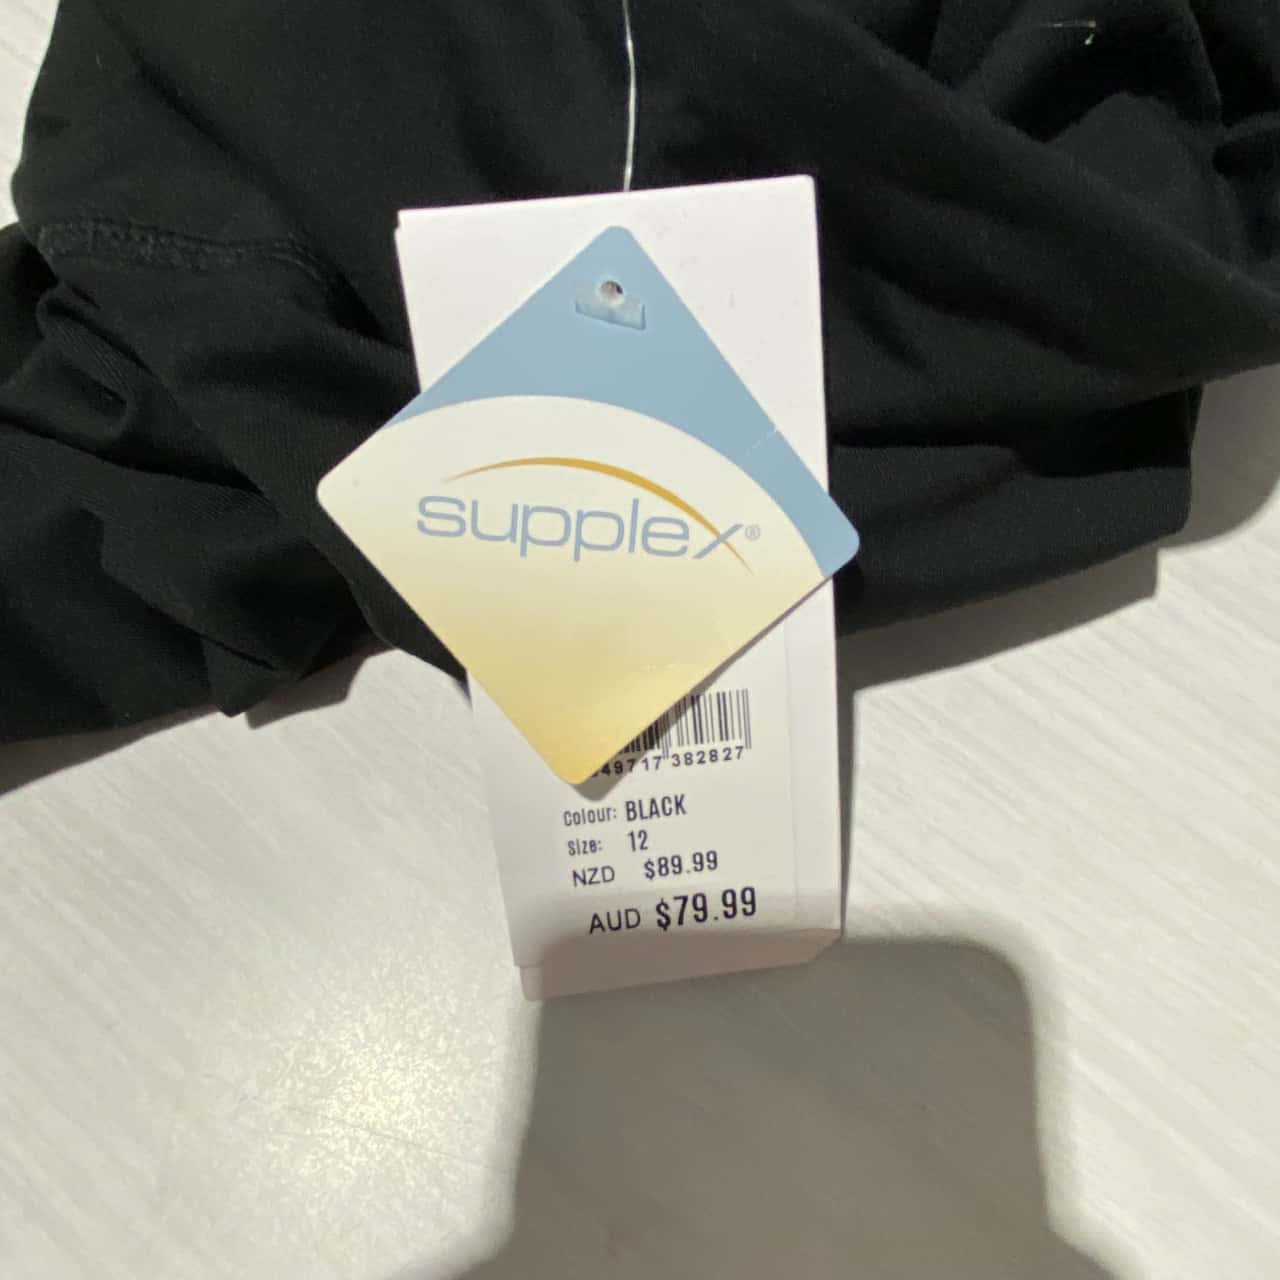 supplex®
49717 382827
Colour: BLACK
Size: 12
NZD $89.99
AUD $79.99